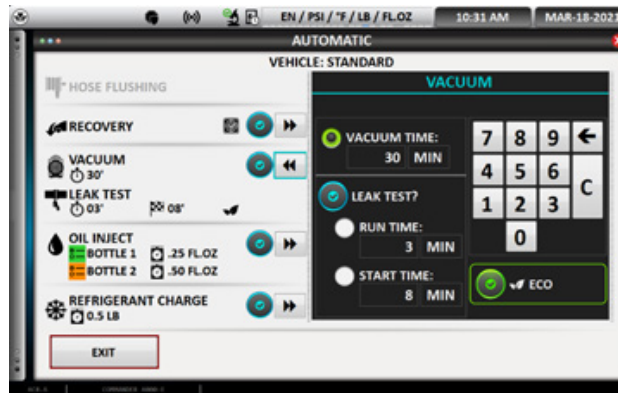 EN / PSI / °F / LB / FL.OZ
10:31 AM
MAR-18-2021
AUTOMATIC
VEHICLE: STANDARD
HOSE FLUSHING
RECOVERY
VACUUM
30'
LEAK TEST
03' 08'
OIL INJECT
BOTTLE 1 .25 FL.OZ
BOTTLE 2 .50 FL.OZ
REFRIGERANT CHARGE
0.5 LB
EXIT
VACUUM
VACUUM TIME:
30 MIN
LEAK TEST?
RUN TIME:
3 MIN
START TIME:
8 MIN
7 8 9
4 5 6 C
1 2 3
0
ECO